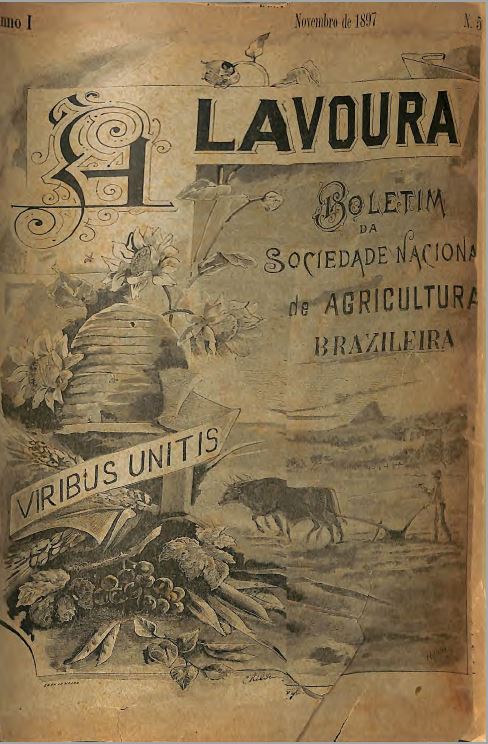 nno I
Novembro de 1897
N. 5
A LAVOURA
BOLETIM
DA
SOCIEDADE NACIONA
de AGRICULTURA
BRAZILEIRA
VIRIBUS UNITIS